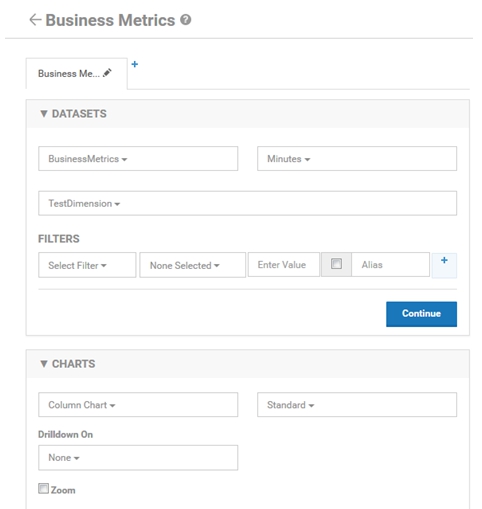 Business Metrics
Business Me...
+
▼ DATASETS
BusinessMetrics
Minutes
TestDimension
FILTERS
Select Filter
None Selected
Enter Value
Alias
+
Continue
▼ CHARTS
Column Chart
Standard
Drilldown On
None
Zoom